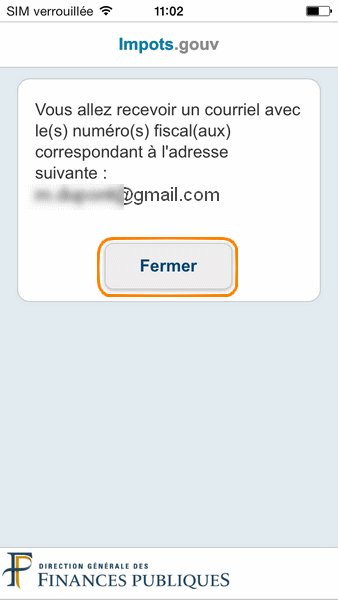 SIM verrouillée 11:02
Impots.gouv
Vous allez recevoir un courriel avec
le(s) numéro(s) fiscal(aux)
correspondant à l'adresse
suivante :
@gmail.com
Fermer
DIRECTION GÉNÉRALE DES
FINANCES PUBLIQUES